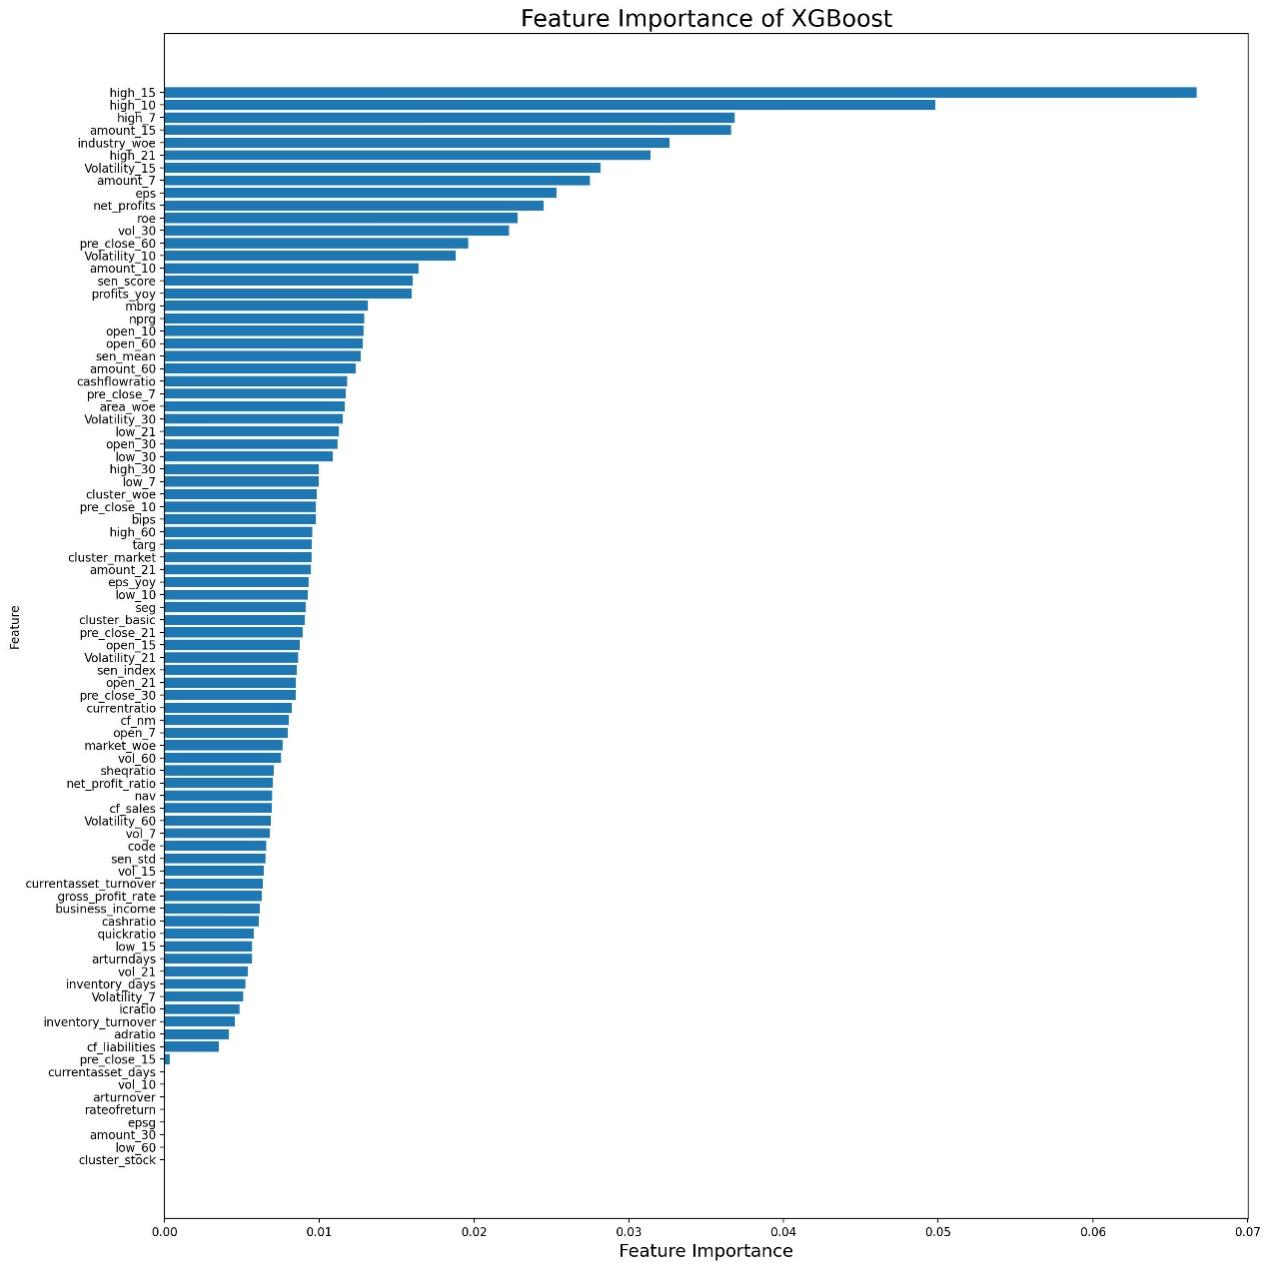 Feature Importance of XGBoost
high_15
high_10
high_7
amount_15
industry_woe
high_21
Volatility_15
amount_7
eps
net_profits
roe
vol_30
pre_close_60
Volatility_10
amount_10
sen_score
profits_yoy
mbrg
nprg
open_10
open_60
sen_mean
amount_60
cashflowratio
pre_close_7
area_woe
Volatility_30
low_21
open_30
low_30
high_30
low_7
cluster_woe
pre_close_10
bips
high_60
targ
cluster_market
amount_21
eps_yoy
low_10
seg
cluster_basic
pre_close_21
open_15
Volatility_21
sen_index
open_21
pre_close_30
currentratio
cf_nm
open_7
market_woe
vol_60
sheqratio
net_profit_ratio
nav
cf_sales
Volatility_60
vol_7
code
sen_std
vol_15
currentasset_turnover
gross_profit_rate
business_income
cashratio
quickratio
low_15
arturndays
vol_21
inventory_days
Volatility_7
icratio
inventory_turnover
adratio
cf_liabilities
pre_close_15
currentasset_days
vol_10
arturnover
rateofreturn
epsg
amount_30
low_60
cluster_stock
Feature
0.00 0.01 0.02 0.03 0.04 0.05 0.06 0.07
Feature Importance